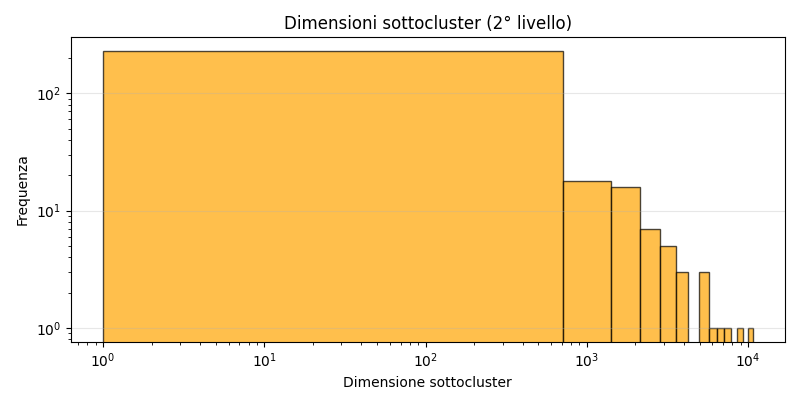 Dimensioni sottocluster (2° livello)
Frequenza
10²
10¹
10⁰
10⁰ 10¹ 10² 10³ 10⁴
Dimensione sottocluster